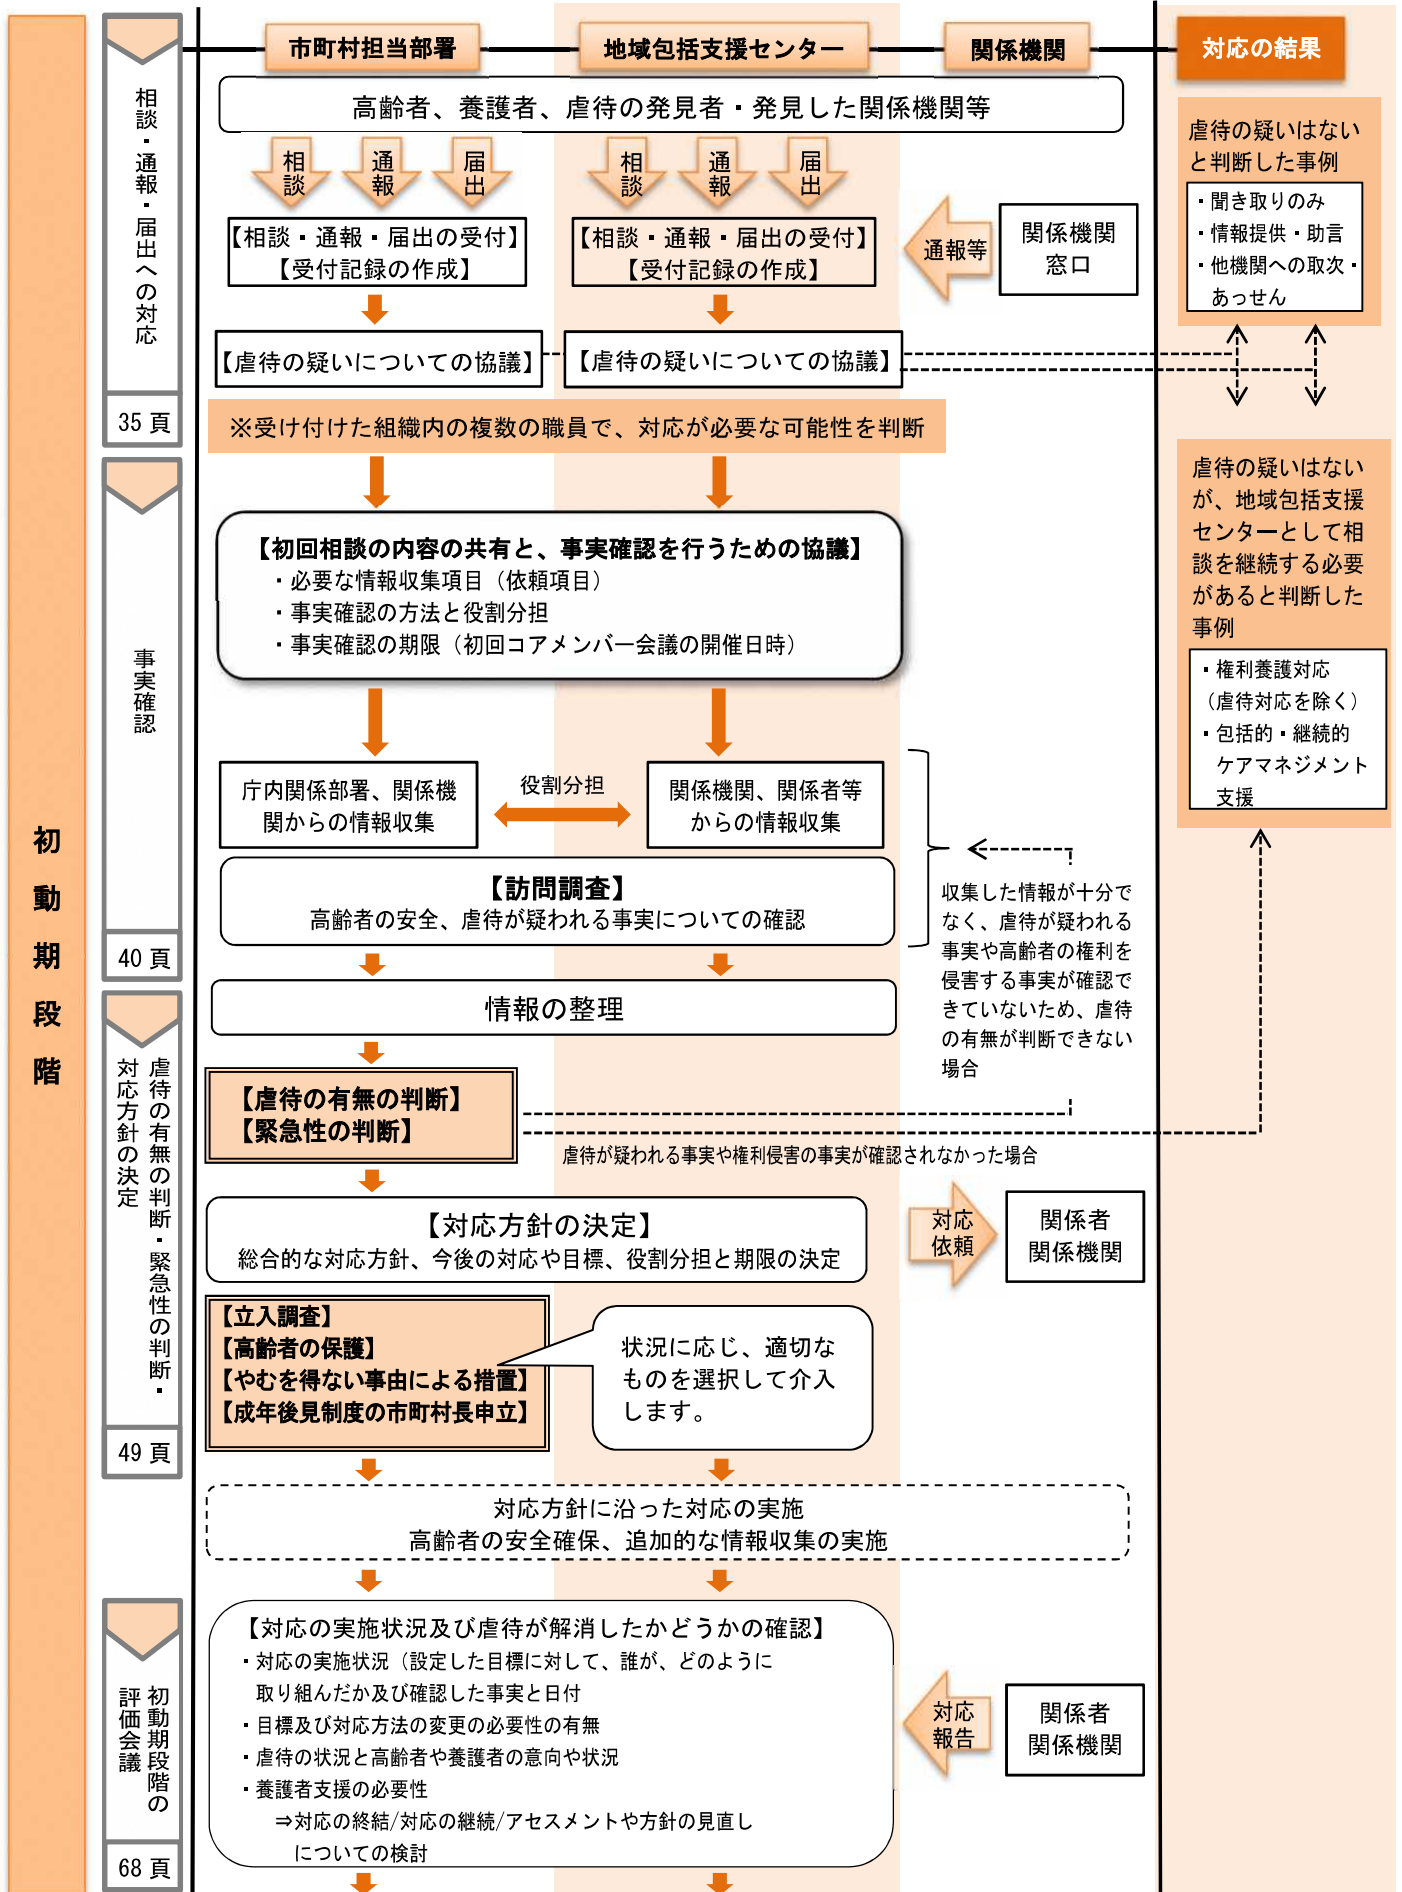 市町村担当部署
地域包括支援センター
関係機関
対応の結果
高齢者、養護者、虐待の発見者・発見した関係機関等
相談
通報
届出
相談
通報
届出
【相談・通報・届出の受付】
【受付記録の作成】
【相談・通報・届出の受付】
【受付記録の作成】
通報等
関係機関
窓口
【虐待の疑いについての協議】
【虐待の疑いについての協議】
※受け付けた組織内の複数の職員で、対応が必要な可能性を判断
虐待の疑いはない
と判断した事例
・聞き取りのみ
・情報提供・助言
・他機関への取次・
あっせん
相談・通報・届出への対応
35 頁
初動期段階
事実確認
40 頁
【初回相談の内容の共有と、事実確認を行うための協議】
・必要な情報収集項目（依頼項目）
・事実確認の方法と役割分担
・事実確認の期限（初回コアメンバー会議の開催日時）
虐待の疑いはない
が、地域包括支援
センターとして相
談を継続する必要
があると判断した
事例
・権利養護対応
（虐待対応を除く）
・包括的・継続的
ケアマネジメント
支援
庁内関係部署、関係機
関からの情報収集
役割分担
関係機関、関係者等
からの情報収集
【訪問調査】
高齢者の安全、虐待が疑われる事実についての確認
収集した情報が十分で
なく、虐待が疑われる
事実や高齢者の権利を
侵害する事実が確認で
きていないため、虐待
の有無が判断できない
場合
情報の整理
虐待の有無の判断・緊急性の判断・
対応方針の決定
49 頁
【虐待の有無の判断】
【緊急性の判断】
虐待が疑われる事実や権利侵害の事実が確認されなかった場合
【対応方針の決定】
総合的な対応方針、今後の対応や目標、役割分担と期限の決定
対応
依頼
関係者
関係機関
【立入調査】
【高齢者の保護】
【やむを得ない事由による措置】
【成年後見制度の市町村長申立】
状況に応じ、適切な
ものを選択して介入
します。
対応方針に沿った対応の実施
高齢者の安全確保、追加的な情報収集の実施
初動期段階の
評価会議
68 頁
【対応の実施状況及び虐待が解消したかどうかの確認】
・対応の実施状況（設定した目標に対して、誰が、どのように
取り組んだか及び確認した事実と日付
・目標及び対応方法の変更の必要性の有無
・虐待の状況と高齢者や養護者の意向や状況
・養護者支援の必要性
⇒対応の終結/対応の継続/アセスメントや方針の見直し
についての検討
対応
報告
関係者
関係機関